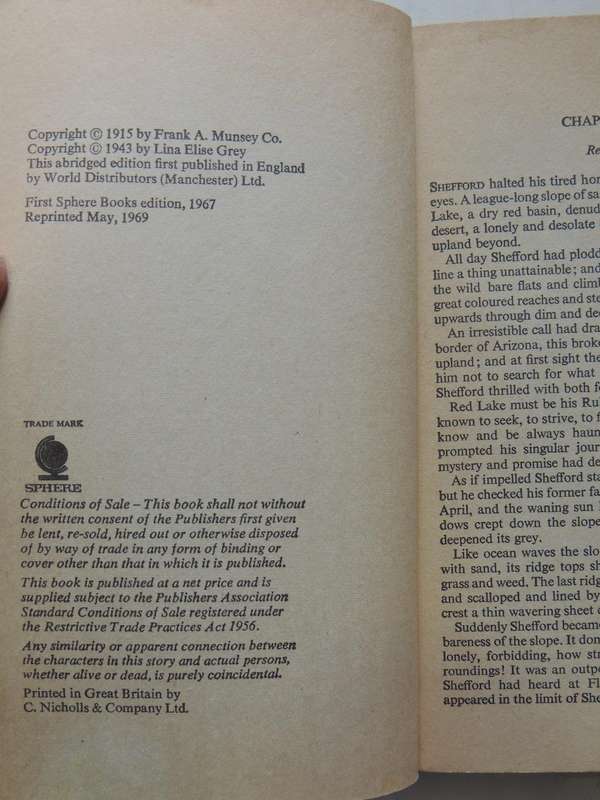 Copyright © 1915 by Frank A. Munsey Co.
Copyright © 1943 by Lina Elise Grey
This abridged edition first published in England
by World Distributors (Manchester) Ltd.
First Sphere Books edition, 1967
Reprinted May, 1969
TRADE MARK
SPHERE
Conditions of Sale – This book shall not without
the written consent of the Publishers first given
be lent, re-sold, hired out or otherwise disposed
of by way of trade in any form of binding or
cover other than that in which it is published.
This book is published at a net price and is
supplied subject to the Publishers Association
Standard Conditions of Sale registered under
the Restrictive Trade Practices Act 1956.
Any similarity or apparent connection between
the characters in this story and actual persons,
whether alive or dead, is purely coincidental.
Printed in Great Britain by
C. Nicholls & Company Ltd.
CHAP
Re
SHEFFORD halted his tired hor
eyes. A league-long slope of sa
Lake, a dry red basin, denud
desert, a lonely and desolate
upland beyond.
All day Shefford had plodd
line a thing unattainable; and
the wild bare flats and climb
great coloured reaches and ste
upwards through dim and dee
An irresistible call had dra
border of Arizona, this broke
upland; and at first sight the
him not to search for what
Shefford thrilled with both f
Red Lake must be his Ru
known to seek, to strive, to f
know and be always haun
prompted his singular jour
mystery and promise had de
As if impelled Shefford sta
but he checked his former fa
April, and the waning sun
dows crept down the slope
deepened its grey.
Like ocean waves the slo
with sand, its ridge tops sh
grass and weed. The last ridg
and scalloped and lined by
crest a thin wavering sheet
Suddenly Shefford became
bareness of the slope. It don
lonely, forbidding, how str
roundings! It was an outpo
Shefford had heard at Fl
appeared in the limit of She